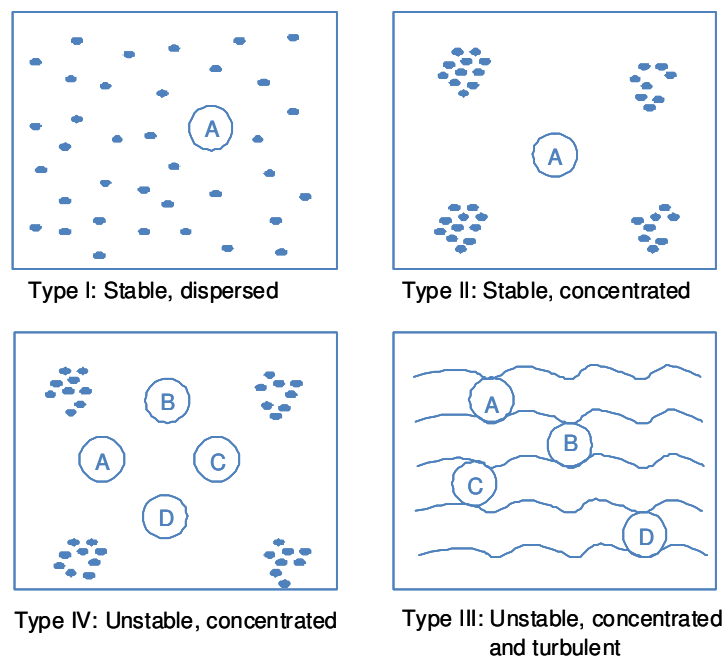 A
Type I: Stable, dispersed
A
Type II: Stable, concentrated
B
A
C
D
Type IV: Unstable, concentrated
A
B
C
D
Type III: Unstable, concentrated
and turbulent